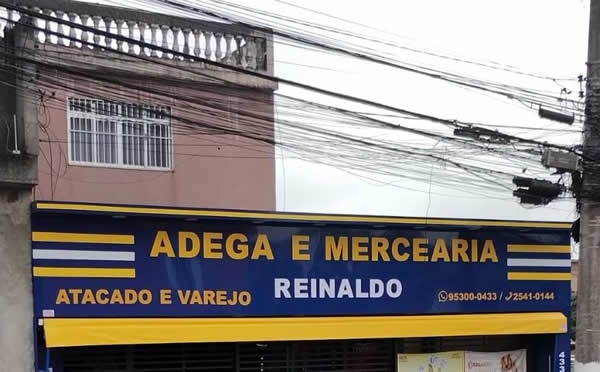 ADEGA E MERCEARIA
REINALDO
ATACADO E VAREJO
95300-0433 / 2541-0144